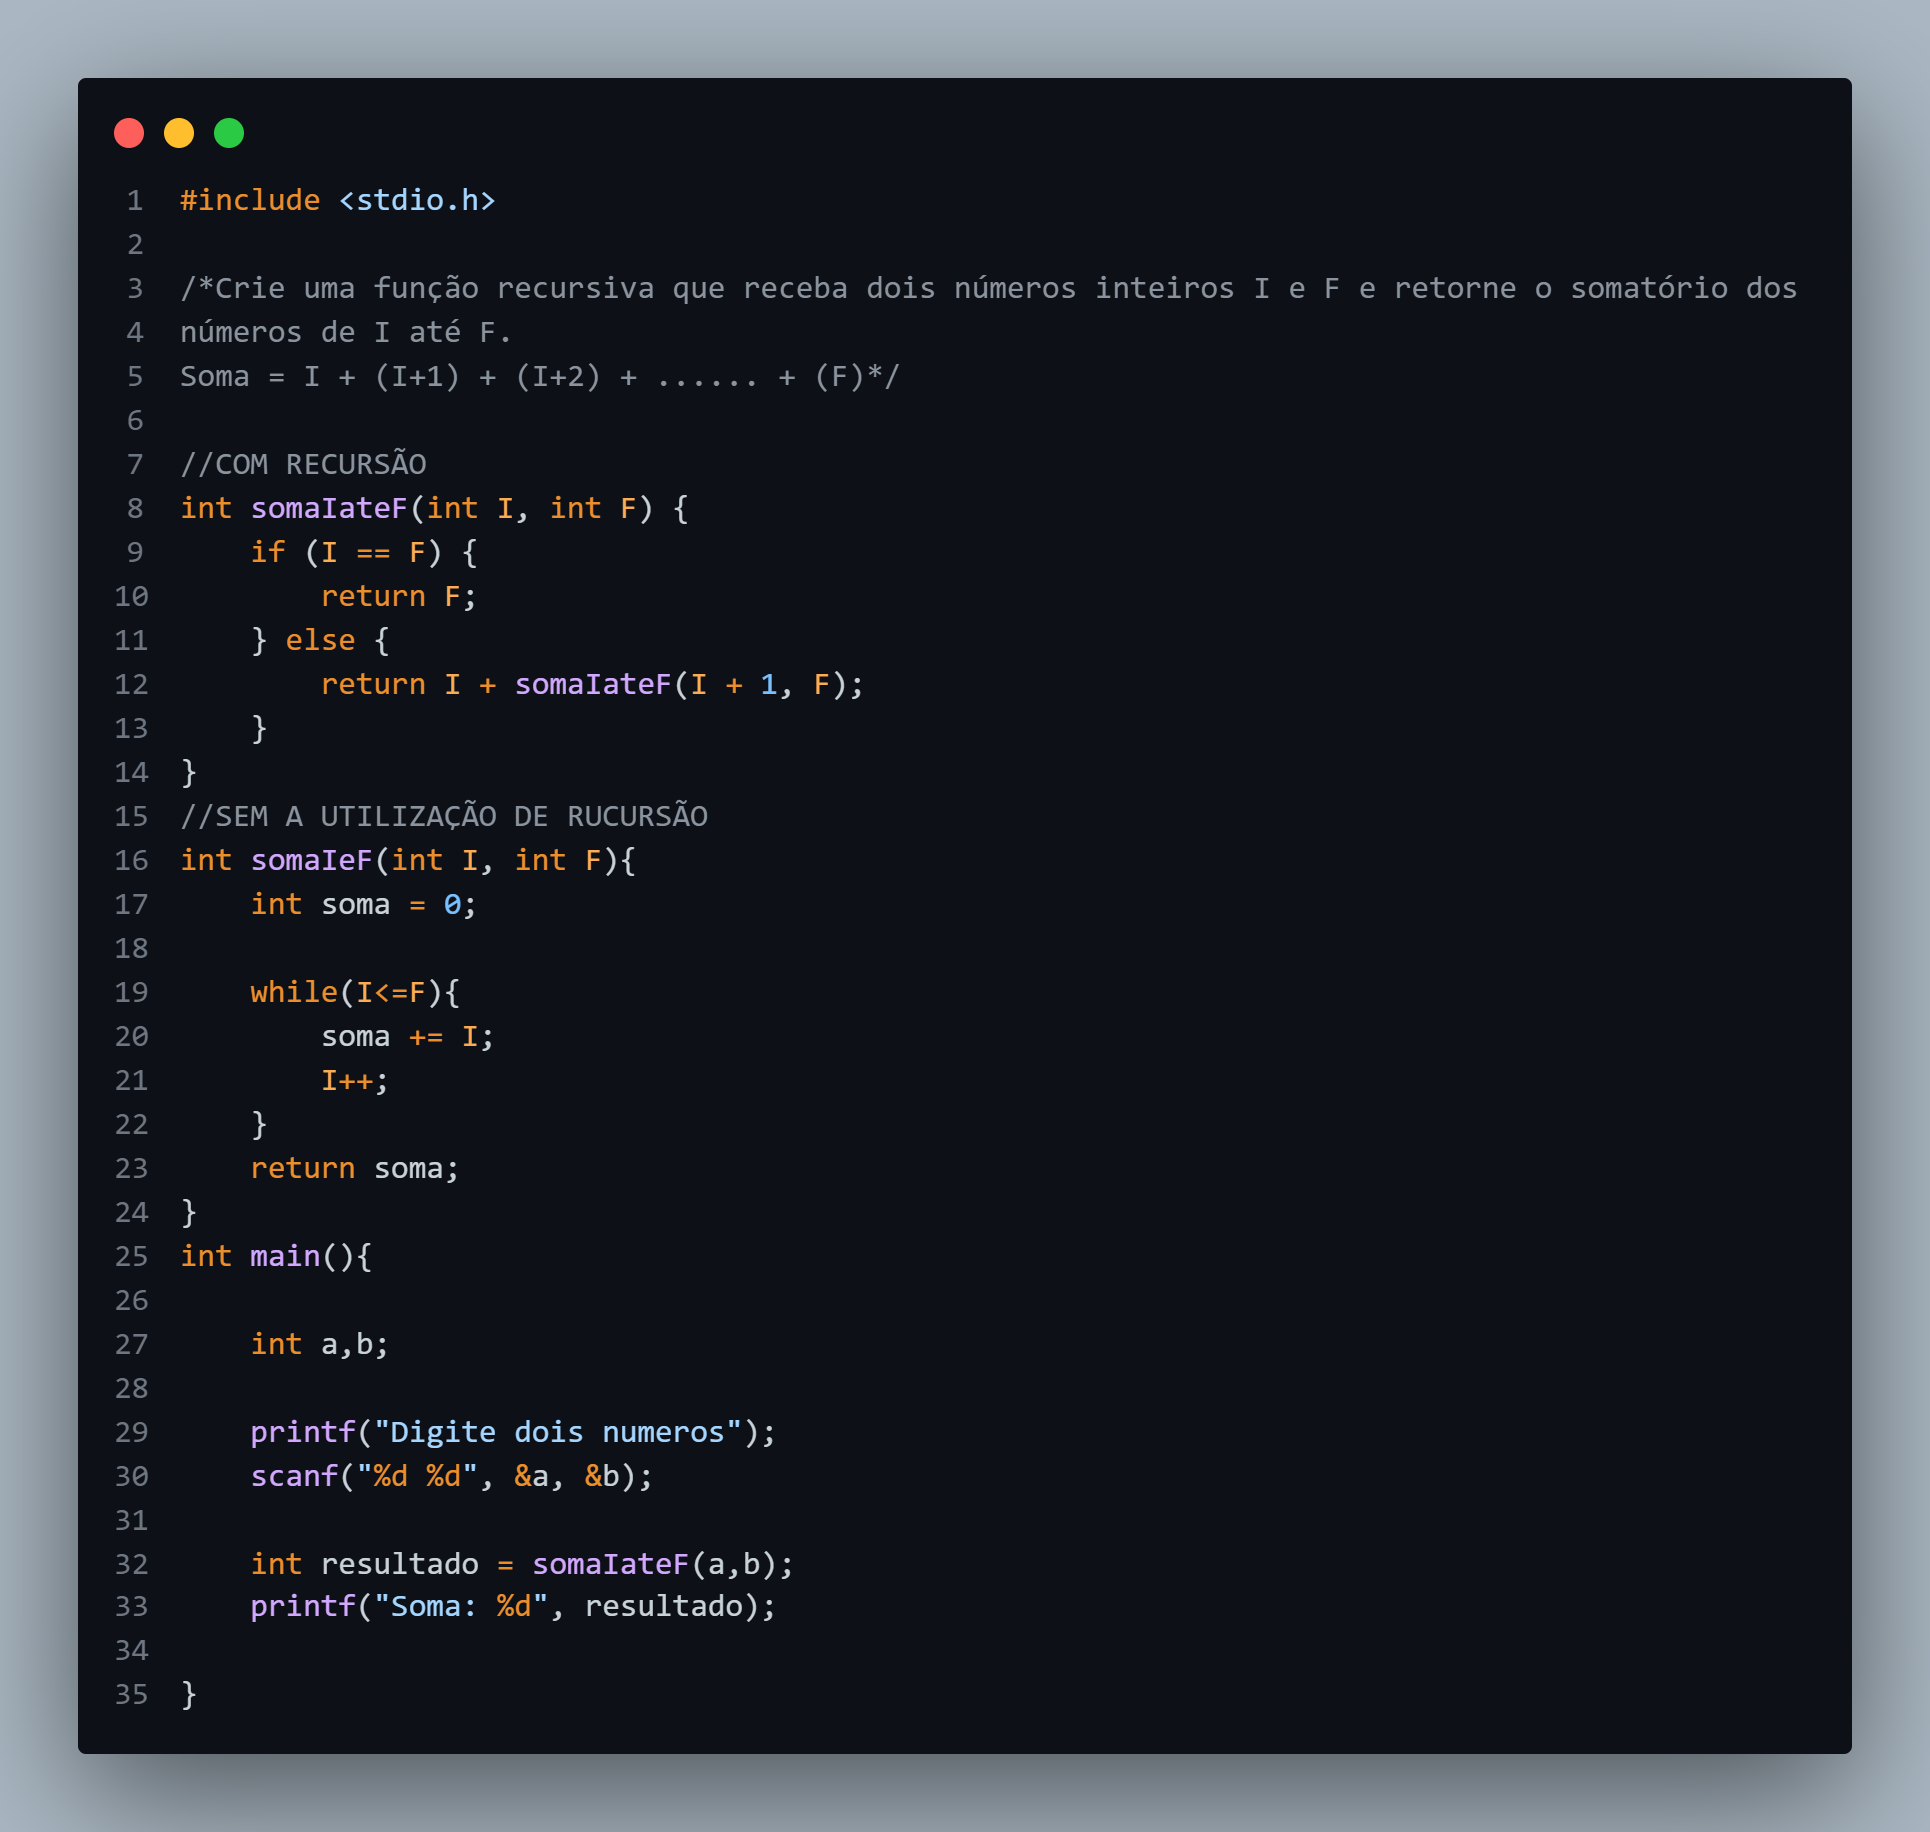 1 #include <stdio.h>
2
3 /*Crie uma função recursiva que receba dois números inteiros I e F e retorne o somatório dos
4 números de I até F.
5 Soma = I + (I+1) + (I+2) + ...... + (F)*/
6
7 //COM RECURSÃO
8 int somaIateF(int I, int F) {
9     if (I == F) {
10         return F;
11     } else {
12         return I + somaIateF(I + 1, F);
13     }
14 }
15 //SEM A UTILIZAÇÃO DE RUCURSÃO
16 int somaIeF(int I, int F){
17     int soma = 0;
18
19     while(I<=F){
20         soma += I;
21         I++;
22     }
23     return soma;
24 }
25 int main(){
26
27     int a,b;
28
29     printf("Digite dois numeros");
30     scanf("%d %d", &a, &b);
31
32     int resultado = somaIateF(a,b);
33     printf("Soma: %d", resultado);
34
35 }